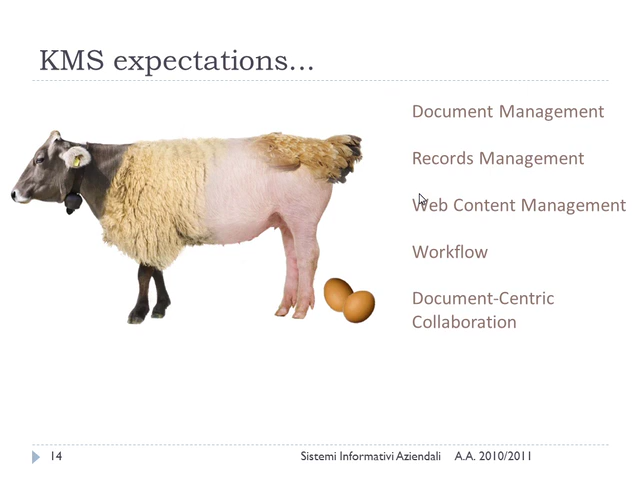 KMS expectations...
Document Management
Records Management
Web Content Management
Workflow
Document-Centric
Collaboration
14
Sistemi Informativi Aziendali A.A. 2010/2011